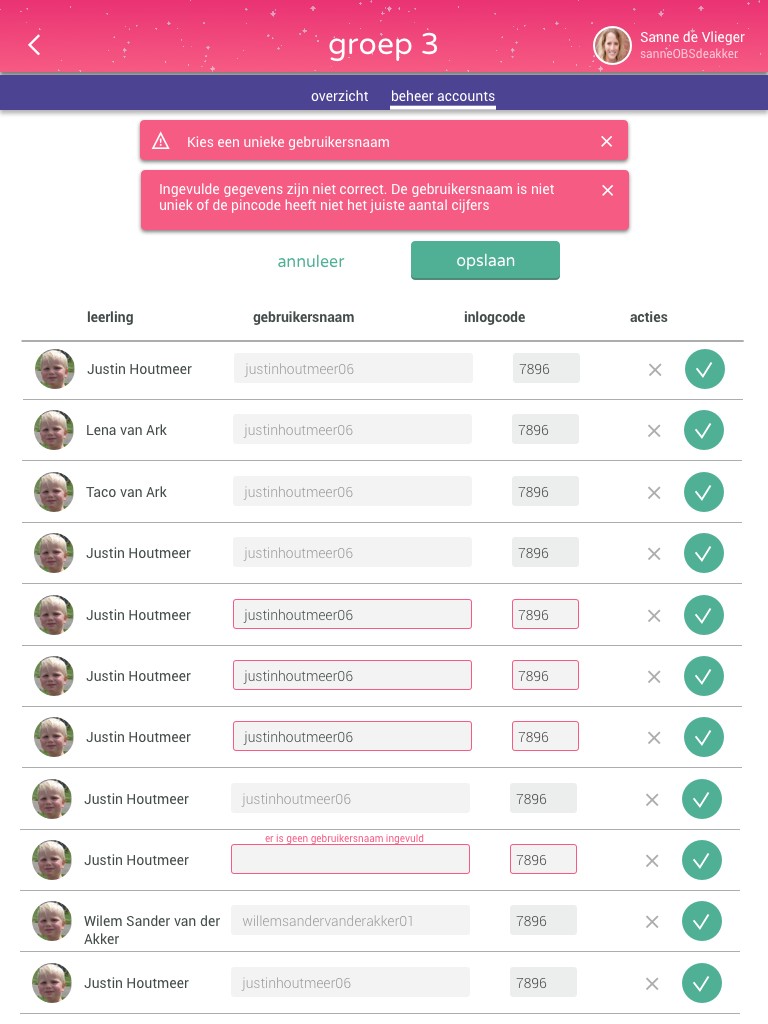 groep 3
Sanne de Vlieger
sanneOBSdeakker
overzicht
beheer accounts
Kies een unieke gebruikersnaam
Ingevulde gegevens zijn niet correct. De gebruikersnaam is niet
uniek of de pincode heeft niet het juiste aantal cijfers
annuleer
opslaan
leerling gebruikersnaam inlogcode acties
Justin Houtmeer justinhoutmeer06 7896
Lena van Ark justinhoutmeer06 7896
Taco van Ark justinhoutmeer06 7896
Justin Houtmeer justinhoutmeer06 7896
Justin Houtmeer justinhoutmeer06 7896
Justin Houtmeer justinhoutmeer06 7896
Justin Houtmeer justinhoutmeer06 7896
Justin Houtmeer justinhoutmeer06 7896
er is geen gebruikersnaam ingevuld
Justin Houtmeer 7896
Wilem Sander van der willemsandervanderakker01 7896
Akker
Justin Houtmeer justinhoutmeer06 7896